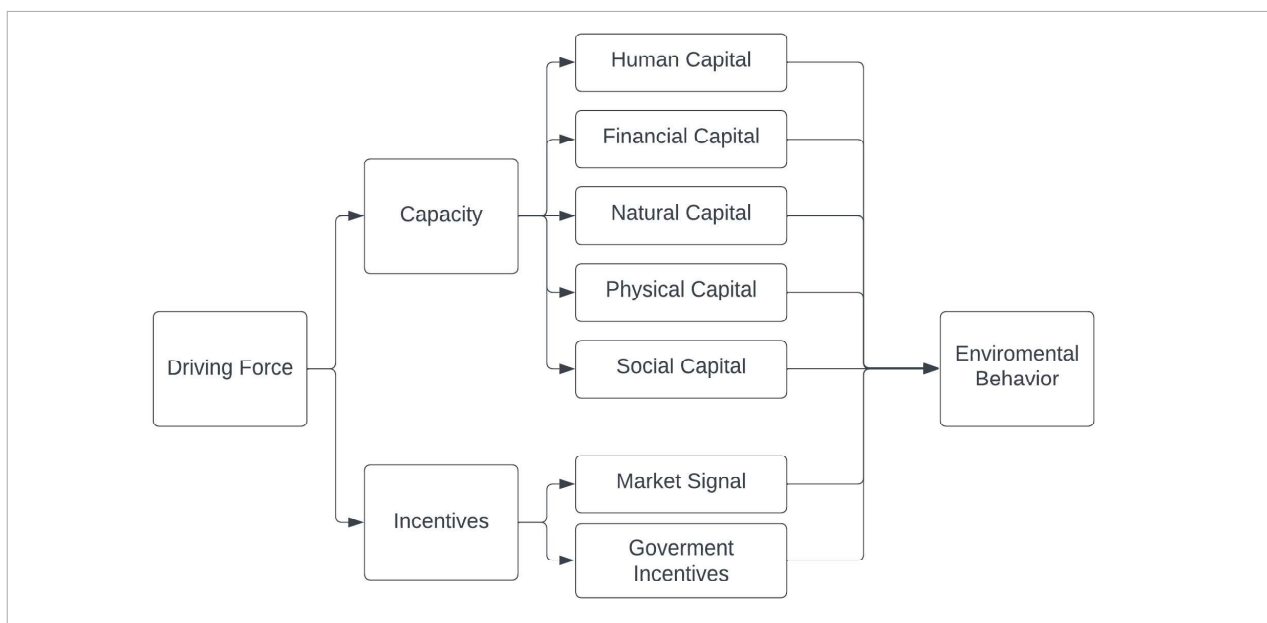 Human Capital
Financial Capital
Capacity
Natural Capital
Physical Capital
Driving Force
Social Capital
Enviromental
Behavior
Incentives
Market Signal
Goverment
Incentives